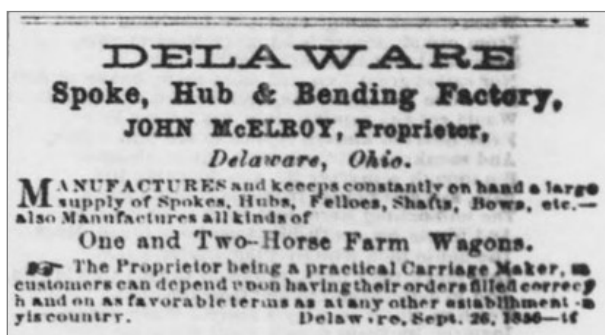 DELAWARE
Spoke, Hub & Bending Factory,
JOHN McELROY, Proprietor,
Delaware, Ohio.
MANUFACTURES and keeeps constantly on hand a large
supply of Spokes, Hubs, Felloes, Shafts, Bows, etc.—
also Manufactures all kinds of
One and Two-Horse Farm Wagons.
☞ The Proprietor being a practical Carriage Maker,
customers can depend upon having their orders filled correc y
h and on as favorable terms as at any other establishment
yis country. Delaware, Sept. 26, —tf